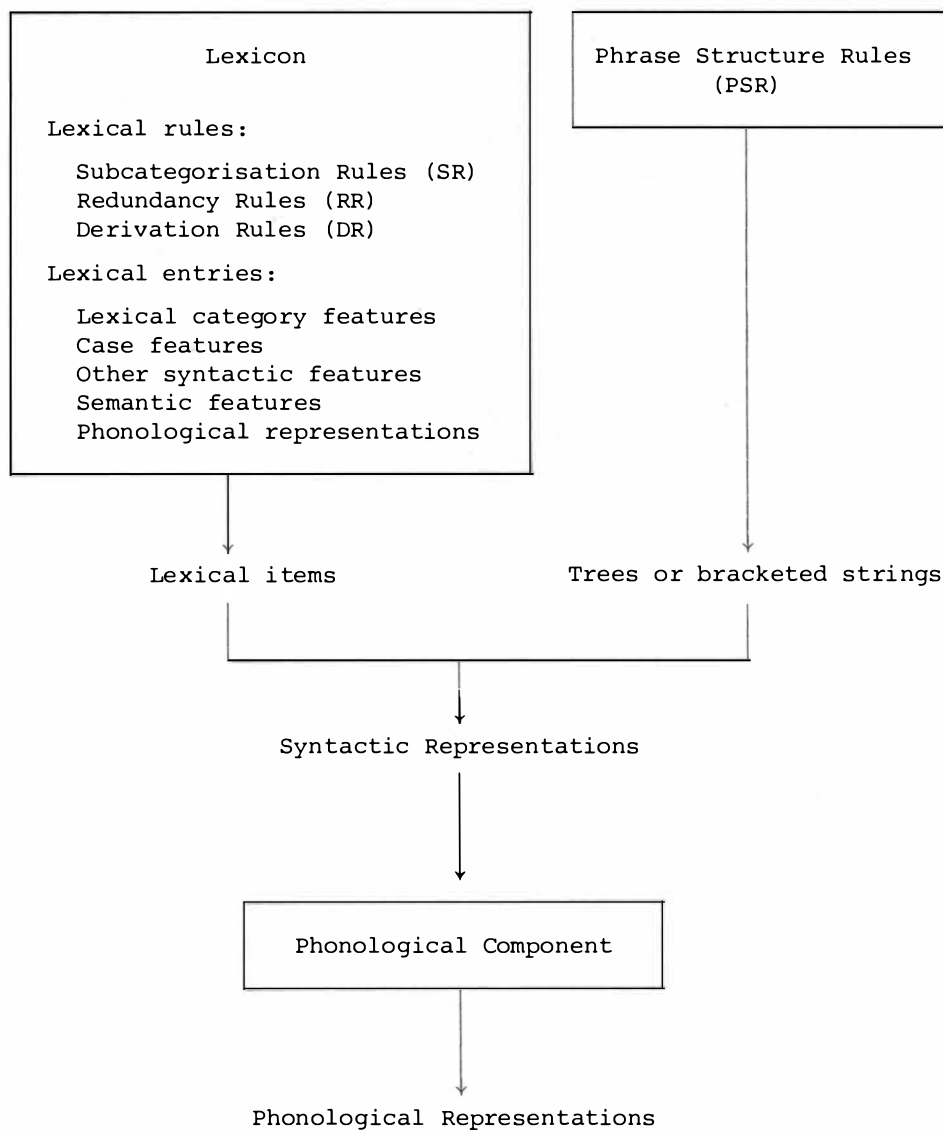 Lexicon
Lexical rules:
Subcategorisation Rules (SR)
Redundancy Rules (RR)
Derivation Rules (DR)
Lexical entries:
Lexical category features
Case features
Other syntactic features
Semantic features
Phonological representations
Phrase Structure Rules
(PSR)
Lexical items
Trees or bracketed strings
Syntactic Representations
Phonological Component
Phonological Representations